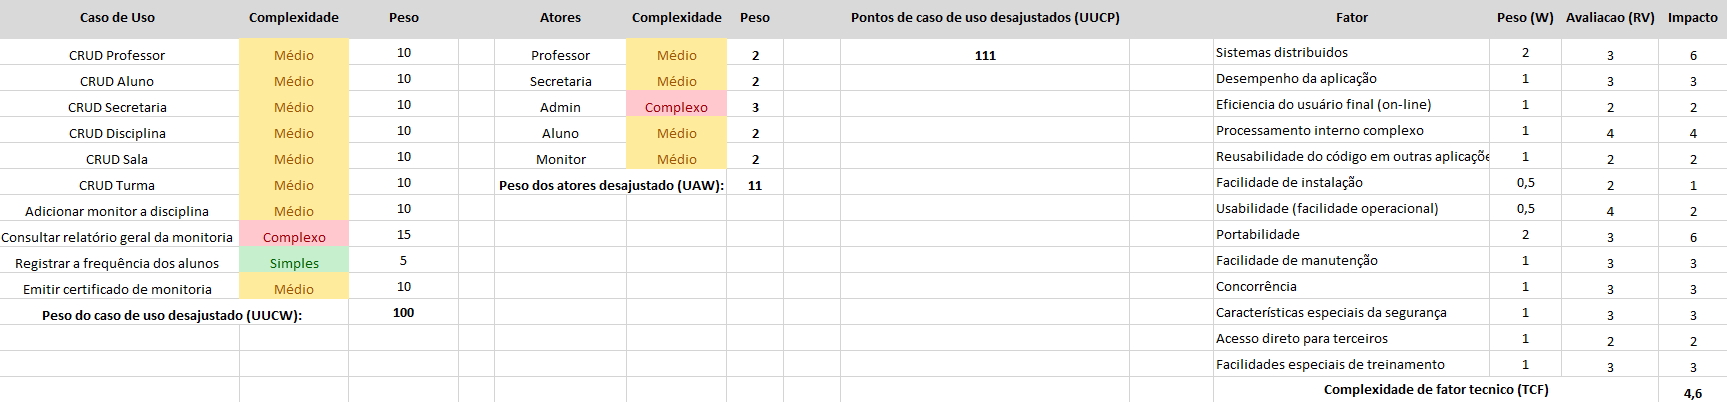 Caso de Uso Complexidade Peso Atores Complexidade Peso Pontos de caso de uso desajustados (UUCP) Fator Peso (W) Avaliacao (RV) Impacto
CRUD Professor Médio 10 Professor Médio 2 111 Sistemas distribuidos 2 3 6
CRUD Aluno Médio 10 Secretaria Médio 2 Desempenho da aplicação 1 3 3
CRUD Secretaria Médio 10 Admin Complexo 3 Eficiencia do usuário final (on-line) 1 2 2
CRUD Disciplina Médio 10 Aluno Médio 2 Processamento interno complexo 1 4 4
CRUD Sala Médio 10 Monitor Médio 2 Reusabilidade do código em outras aplicaçõe 1 2 2
CRUD Turma Médio 10 Peso dos atores desajustado (UAW): 11 Facilidade de instalação 0,5 2 1
Adicionar monitor a disciplina Médio 10 Usabilidade (facilidade operacional) 0,5 4 2
Consultar relatório geral da monitoria Complexo 15 Portabilidade 2 3 6
Registrar a frequência dos alunos Simples 5 Facilidade de manutenção 1 3 3
Emitir certificado de monitoria Médio 10 Concorrência 1 3 3
Peso do caso de uso desajustado (UUCW): 100 Características especiais da segurança 1 3 3
Acesso direto para terceiros 1 2 2
Facilidades especiais de treinamento 1 3 3
Complexidade de fator tecnico (TCF) 4,6